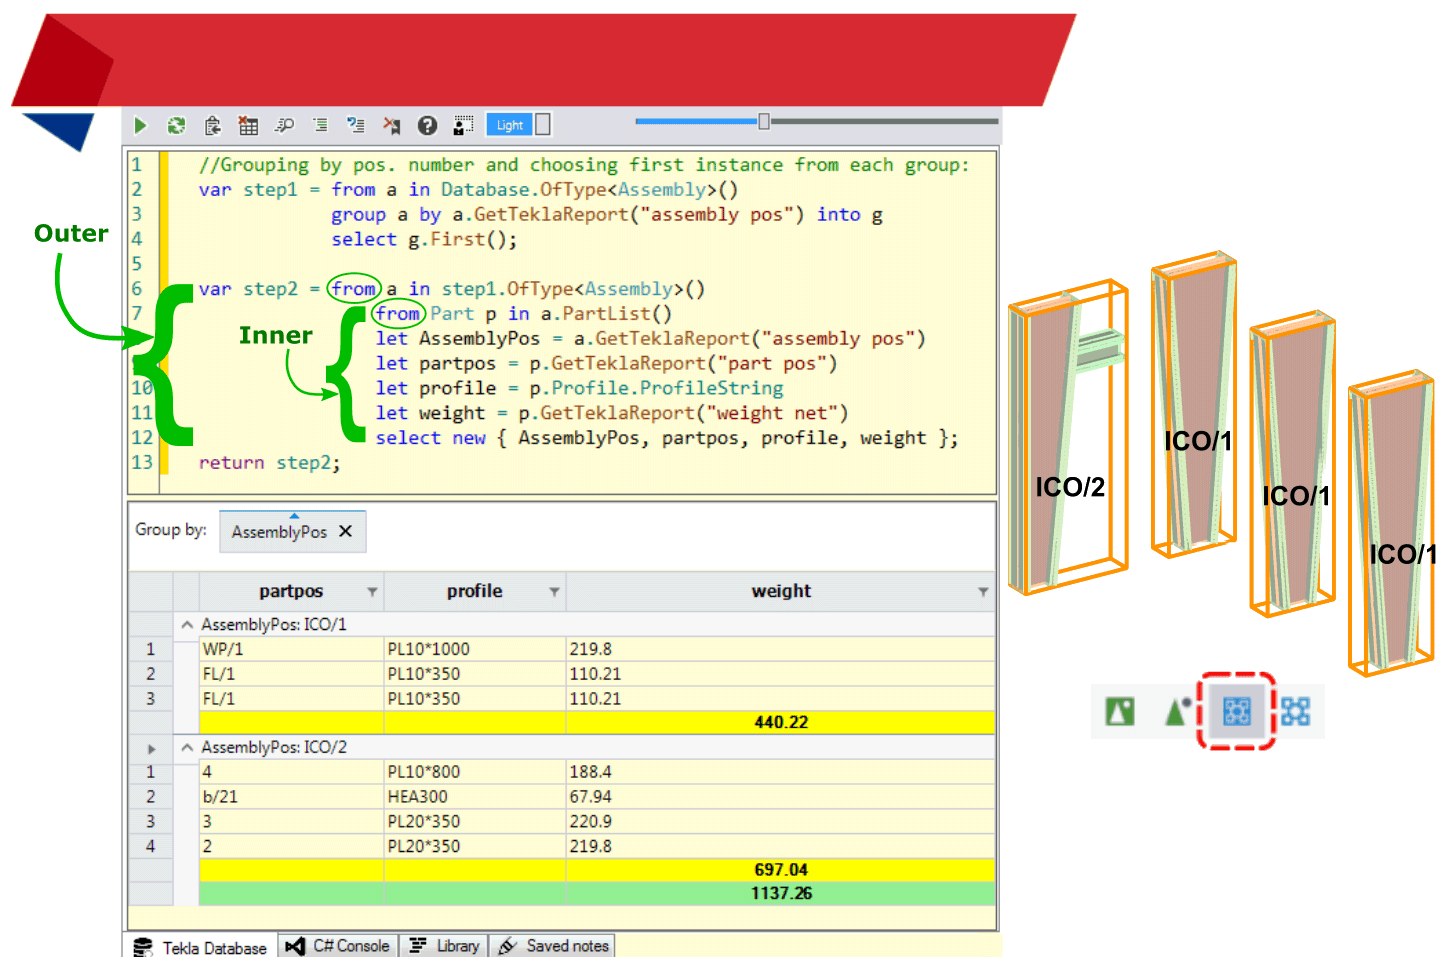 Light
1 //Grouping by pos. number and choosing first instance from each group:
2 var step1 = from a in Database.OfType<Assembly>()
3 group a by a.GetTeklaReport("assembly pos") into g
4 select g.First();
5
6 var step2 = from a in step1.OfType<Assembly>()
7 from Part p in a.PartList()
let AssemblyPos = a.GetTeklaReport("assembly pos")
let partpos = p.GetTeklaReport("part pos")
10 let profile = p.Profile.ProfileString
11 let weight = p.GetTeklaReport("weight net")
12 select new { AssemblyPos, partpos, profile, weight };
13 return step2;
Outer
Inner
Group by: AssemblyPos X
partpos profile weight
AssemblyPos: ICO/1
1 WP/1 PL10*1000 219.8
2 FL/1 PL10*350 110.21
3 FL/1 PL10*350 110.21
440.22
AssemblyPos: ICO/2
1 4 PL10*800 188.4
2 b/21 HEA300 67.94
3 3 PL20*350 220.9
4 2 PL20*350 219.8
697.04
1137.26
Tekla Database C# Console Library Saved notes
ICO/2
ICO/1
ICO/1
ICO/1